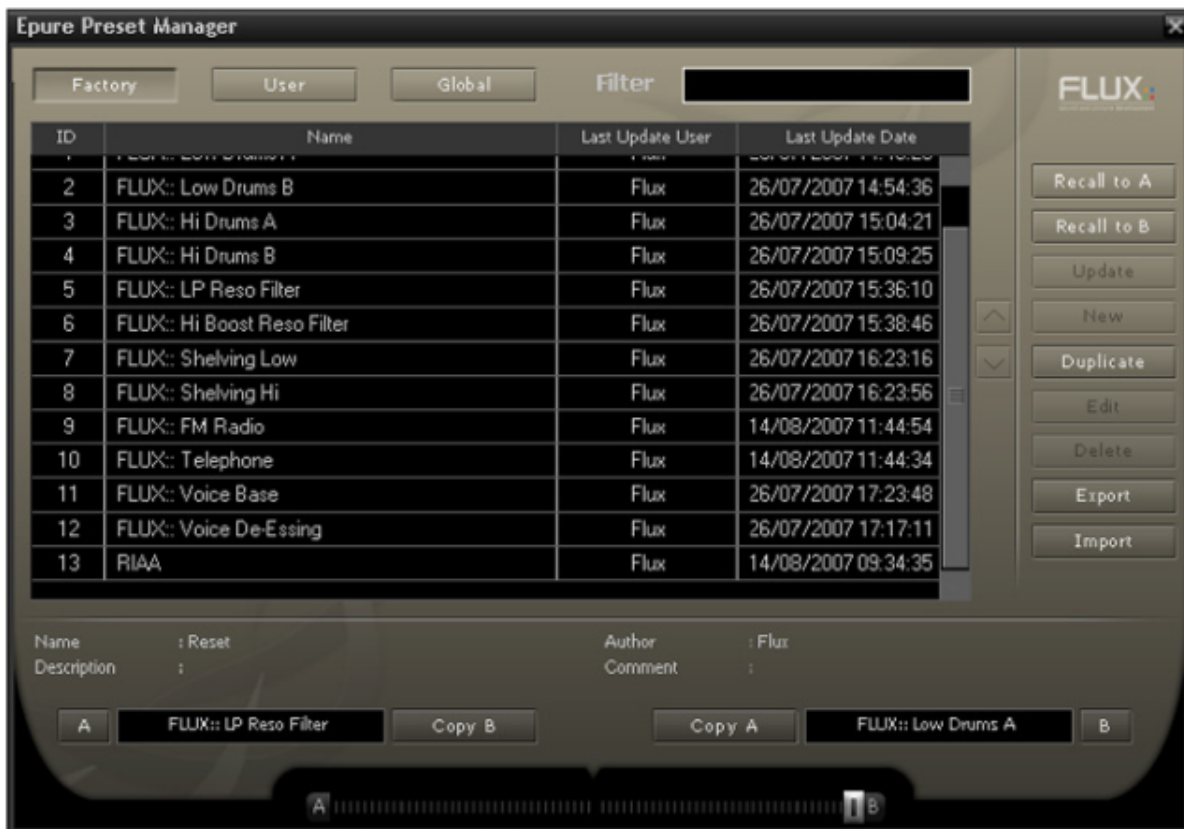 Epure Preset Manager
Factory User Global Filter
FLUX::
ID Name Last Update User Last Update Date
2 FLUX:: Low Drums B Flux 26/07/2007 14:54:36
3 FLUX:: Hi Drums A Flux 26/07/2007 15:04:21
4 FLUX:: Hi Drums B Flux 26/07/2007 15:09:25
5 FLUX:: LP Reso Filter Flux 26/07/2007 15:36:10
6 FLUX:: Hi Boost Reso Filter Flux 26/07/2007 15:38:46
7 FLUX:: Shelving Low Flux 26/07/2007 16:23:16
8 FLUX:: Shelving Hi Flux 26/07/2007 16:23:56
9 FLUX:: FM Radio Flux 14/08/2007 11:44:54
10 FLUX:: Telephone Flux 14/08/2007 11:44:34
11 FLUX:: Voice Base Flux 26/07/2007 17:23:48
12 FLUX:: Voice De-Essing Flux 26/07/2007 17:17:11
13 RIAA Flux 14/08/2007 09:34:35
Recall to A
Recall to B
Update
New
Duplicate
Edit
Delete
Export
Import
Name : Reset Author : Flux
Description : Comment :
A FLUX:: LP Reso Filter Copy B Copy A FLUX:: Low Drums A B
A B